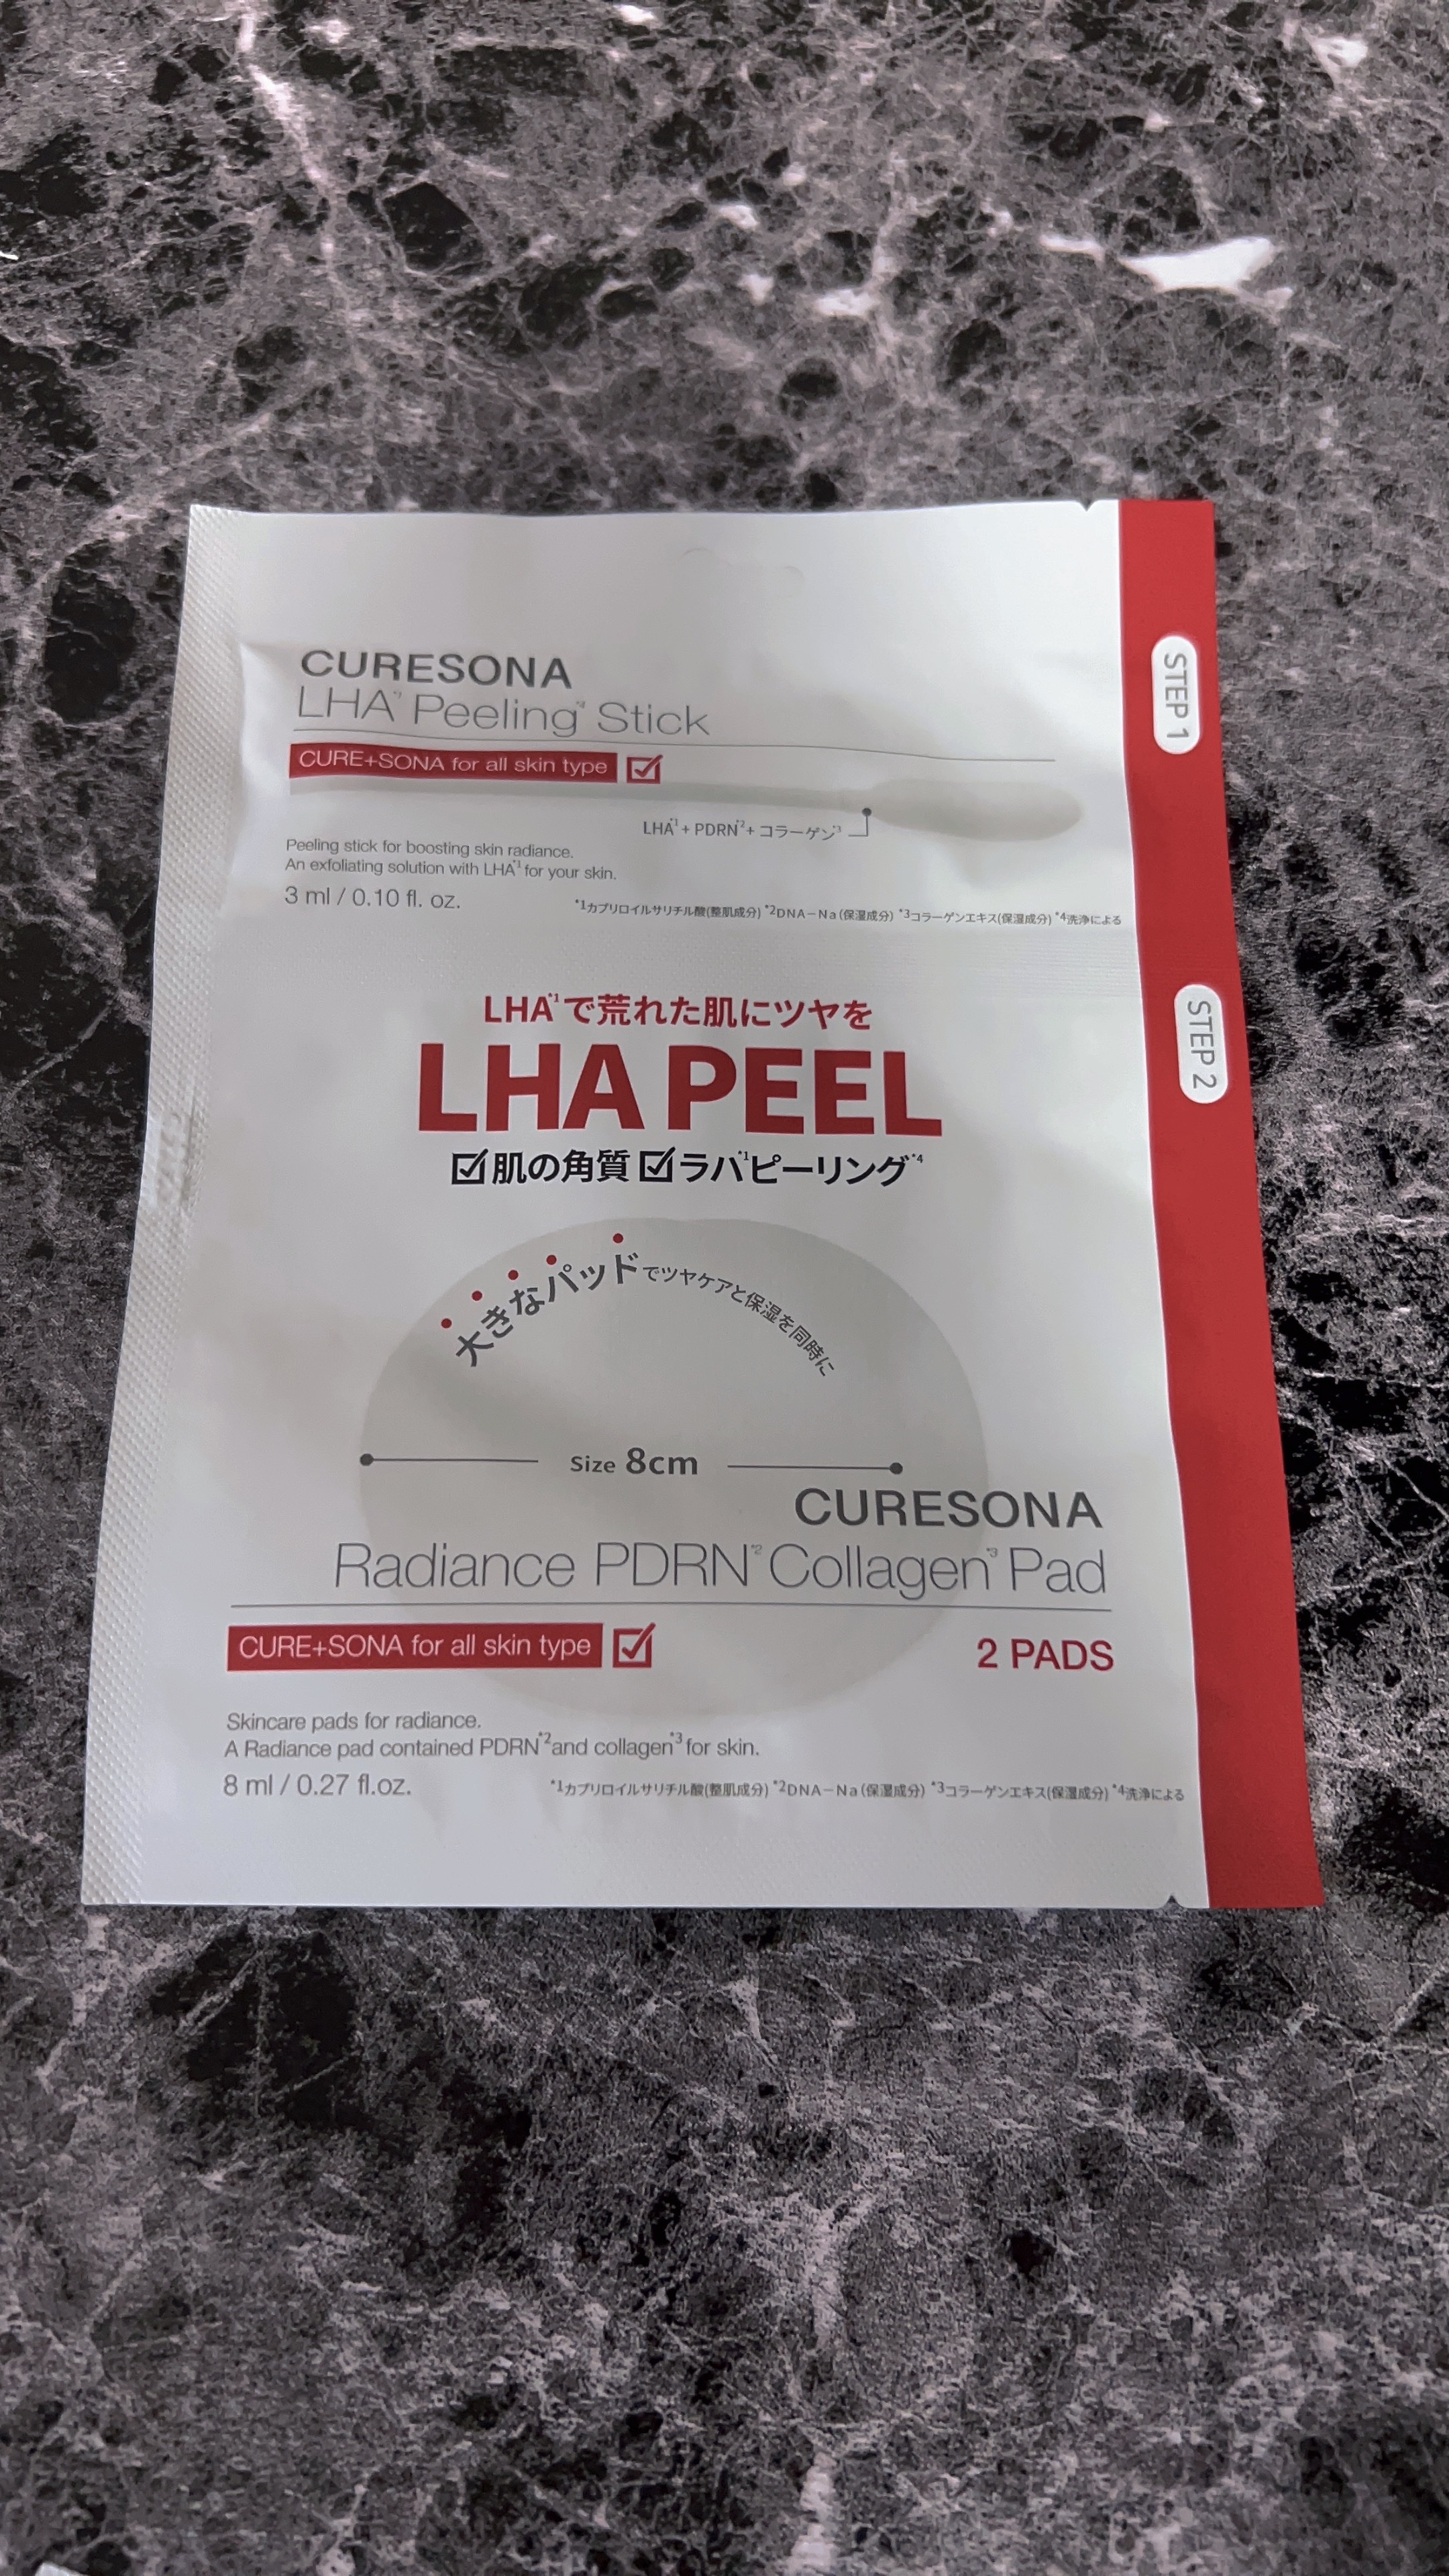 CURESONA
LHA*1 Peeling*4 Stick
CURE+SONA for all skin type
LHA*1+ PDRN*2+ コラーゲン*3
Peeling stick for boosting skin radiance.
An exfoliating solution with LHA*1 for your skin.
3 ml / 0.10 fl. oz.
*1カプリロイルサリチル酸(整肌成分) *2DNA－Na(保湿成分) *3コラーゲンエキス(保湿成分) *4洗浄による
STEP 1
STEP 2
LHA*1で荒れた肌にツヤを
LHA PEEL
肌の角質 ラハ*1ピーリング*4
大きなパッドでツヤケアと保湿を同時に
Size 8cm
CURESONA
Radiance PDRN*2 Collagen*3 Pad
CURE+SONA for all skin type
2 PADS
Skincare pads for radiance.
A Radiance pad contained PDRN*2 and collagen*3 for skin.
8 ml / 0.27 fl.oz.
*1カプリロイルサリチル酸(整肌成分) *2DNA－Na(保湿成分) *3コラーゲンエキス(保湿成分) *4洗浄による